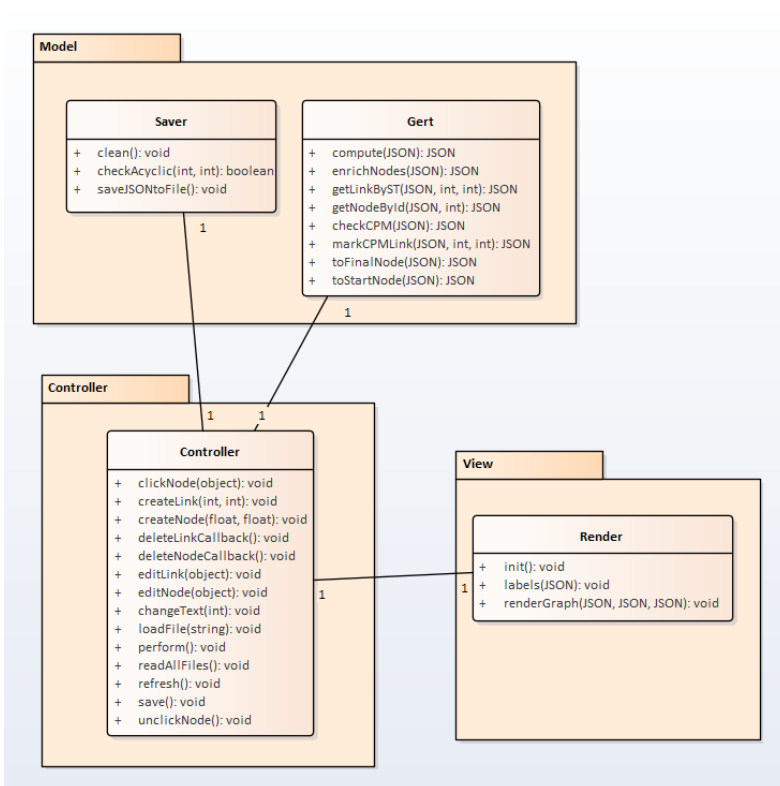 Model
Saver
+ clean(): void
+ checkAcyclic(int, int): boolean
+ saveJSONtoFile(): void
Gert
+ compute(JSON): JSON
+ enrichNodes(JSON): JSON
+ getLinkByST(JSON, int, int): JSON
+ getNodeById(JSON, int): JSON
+ checkCPM(JSON): JSON
+ markCPMLink(JSON, int, int): JSON
+ toFinalNode(JSON): JSON
+ toStartNode(JSON): JSON
1
1
Controller
1
1
Controller
+ clickNode(object): void
+ createLink(int, int): void
+ createNode(float, float): void
+ deleteLinkCallback(): void
+ deleteNodeCallback(): void
+ editLink(object): void
+ editNode(object): void
+ changeText(int): void
+ loadFile(string): void
+ perform(): void
+ readAllFiles(): void
+ refresh(): void
+ save(): void
+ unclickNode(): void
1
View
Render
+ init(): void
+ labels(JSON): void
+ renderGraph(JSON, JSON, JSON): void
1